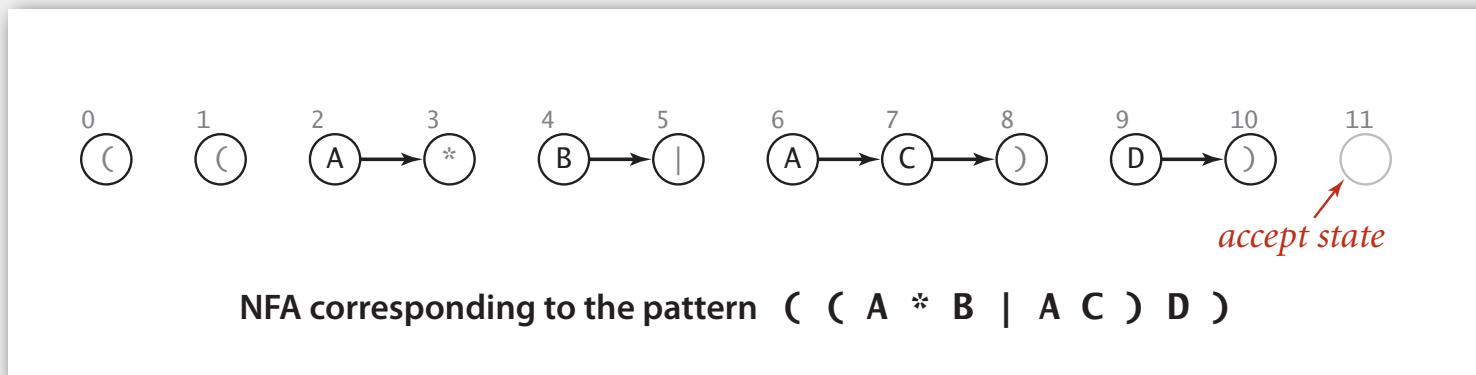 0 1 2 3 4 5 6 7 8 9 10 11
( ( A * B | A C ) D )
accept state
NFA corresponding to the pattern ( ( A * B | A C ) D )